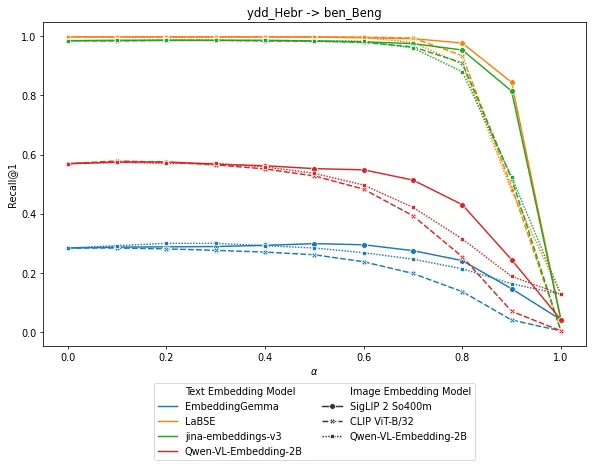 ydd_Hebr -> ben_Beng
Recall@1
1.0
0.8
0.6
0.4
0.2
0.0
0.0 0.2 0.4 0.6 0.8 1.0
α
Text Embedding Model Image Embedding Model
EmbeddingGemma SigLIP 2 So400m
LaBSE CLIP ViT-B/32
jina-embeddings-v3 Qwen-VL-Embedding-2B
Qwen-VL-Embedding-2B